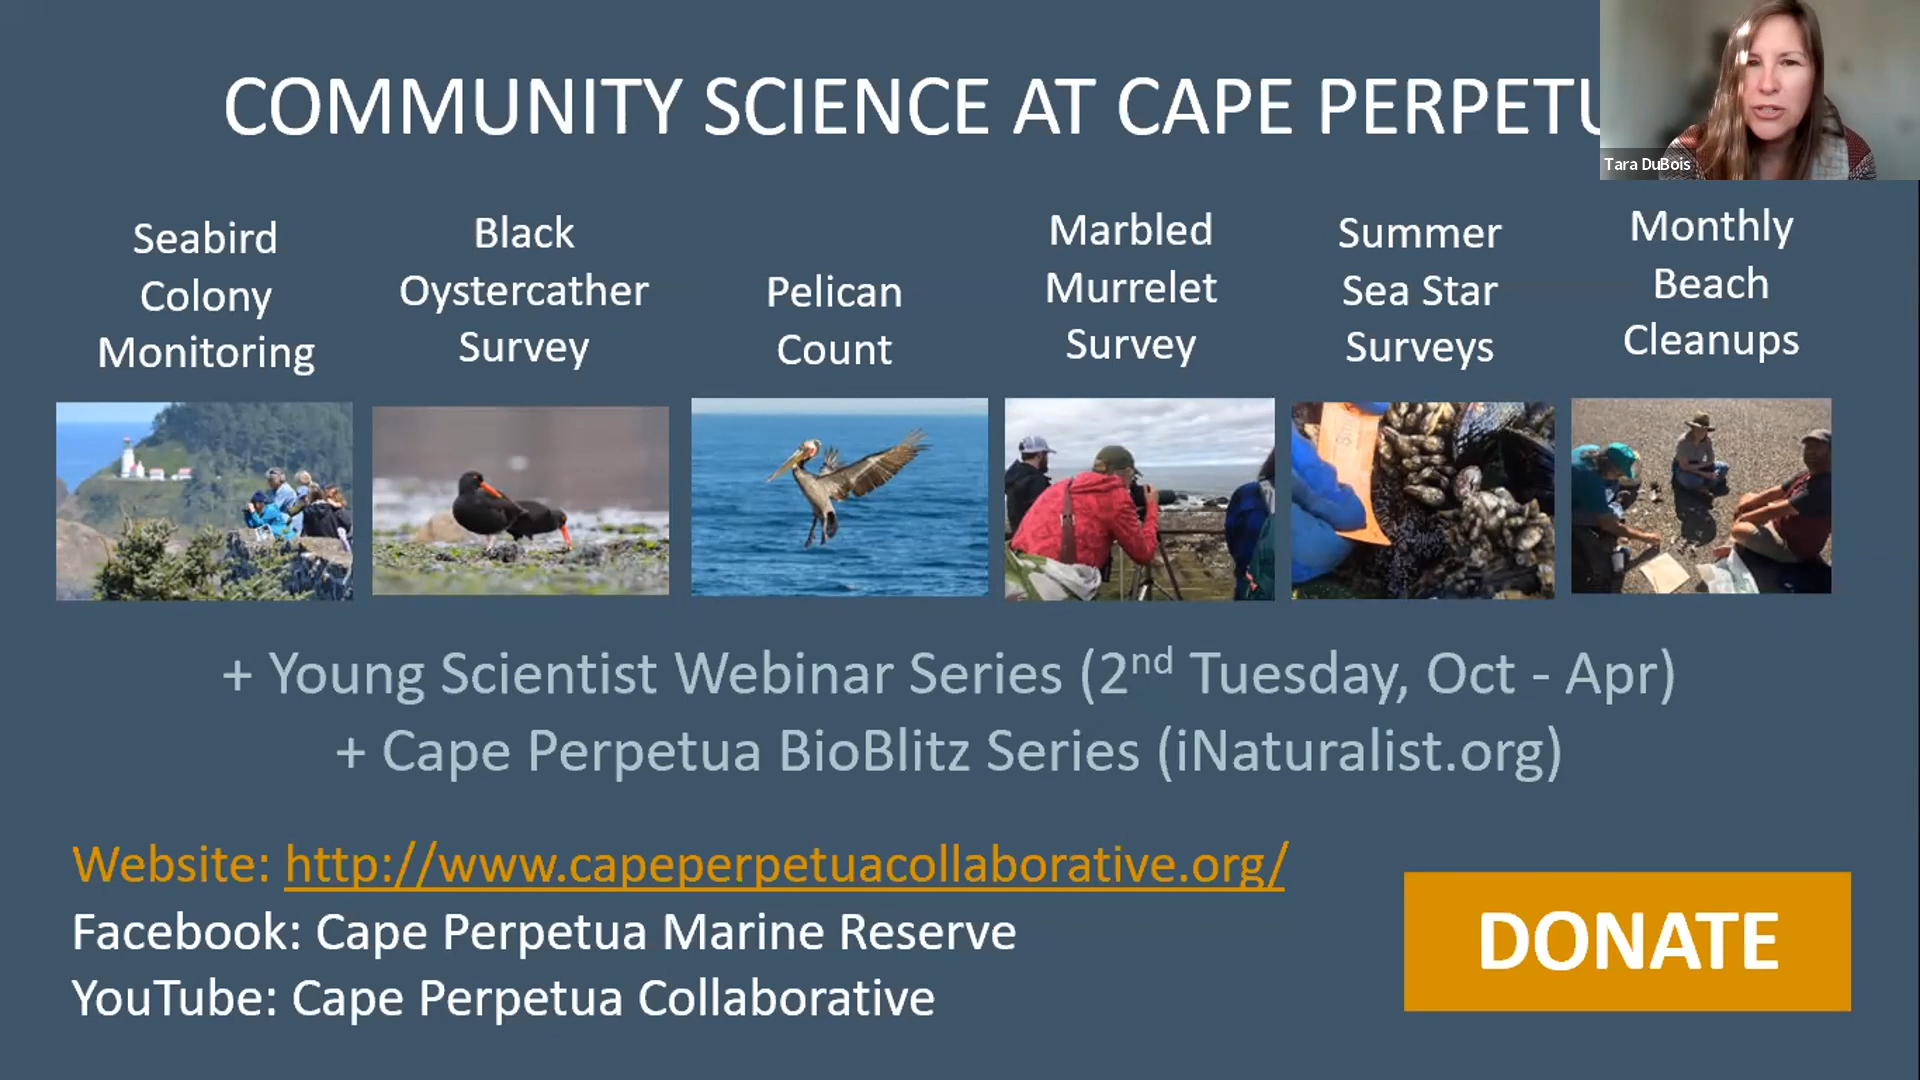 COMMUNITY SCIENCE AT CAPE PERPETU
Tara DuBois
Seabird
Colony
Monitoring
Black
Oystercather
Survey
Pelican
Count
Marbled
Murrelet
Survey
Summer
Sea Star
Surveys
Monthly
Beach
Cleanups
+ Young Scientist Webinar Series (2nd Tuesday, Oct - Apr)
+ Cape Perpetua BioBlitz Series (iNaturalist.org)
Website: http://www.capeperpetuacollaborative.org/
Facebook: Cape Perpetua Marine Reserve
YouTube: Cape Perpetua Collaborative
DONATE